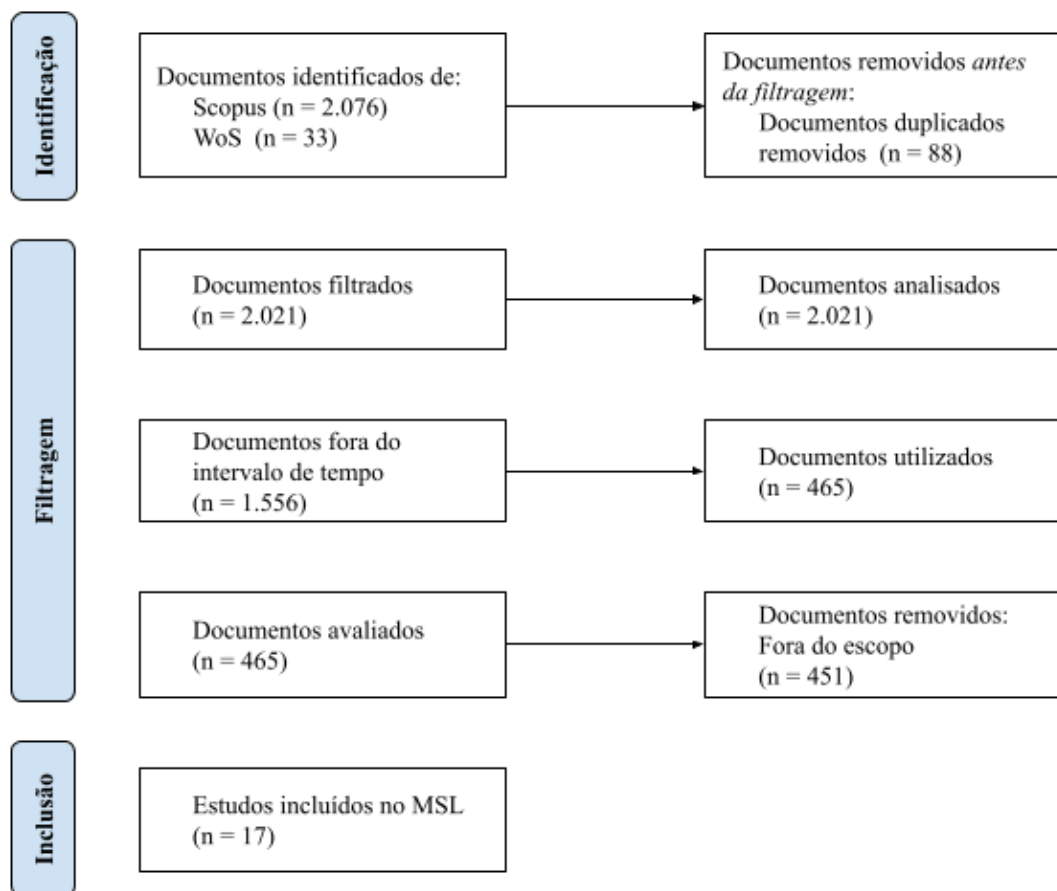 Identificação
Documentos identificados de:
Scopus (n = 2.076)
WoS (n = 33)
Documentos removidos antes
da filtragem:
Documentos duplicados
removidos (n = 88)
Filtragem
Documentos filtrados
(n = 2.021)
Documentos analisados
(n = 2.021)
Documentos fora do
intervalo de tempo
(n = 1.556)
Documentos utilizados
(n = 465)
Documentos avaliados
(n = 465)
Documentos removidos:
Fora do escopo
(n = 451)
Inclusão
Estudos incluídos no MSL
(n = 17)